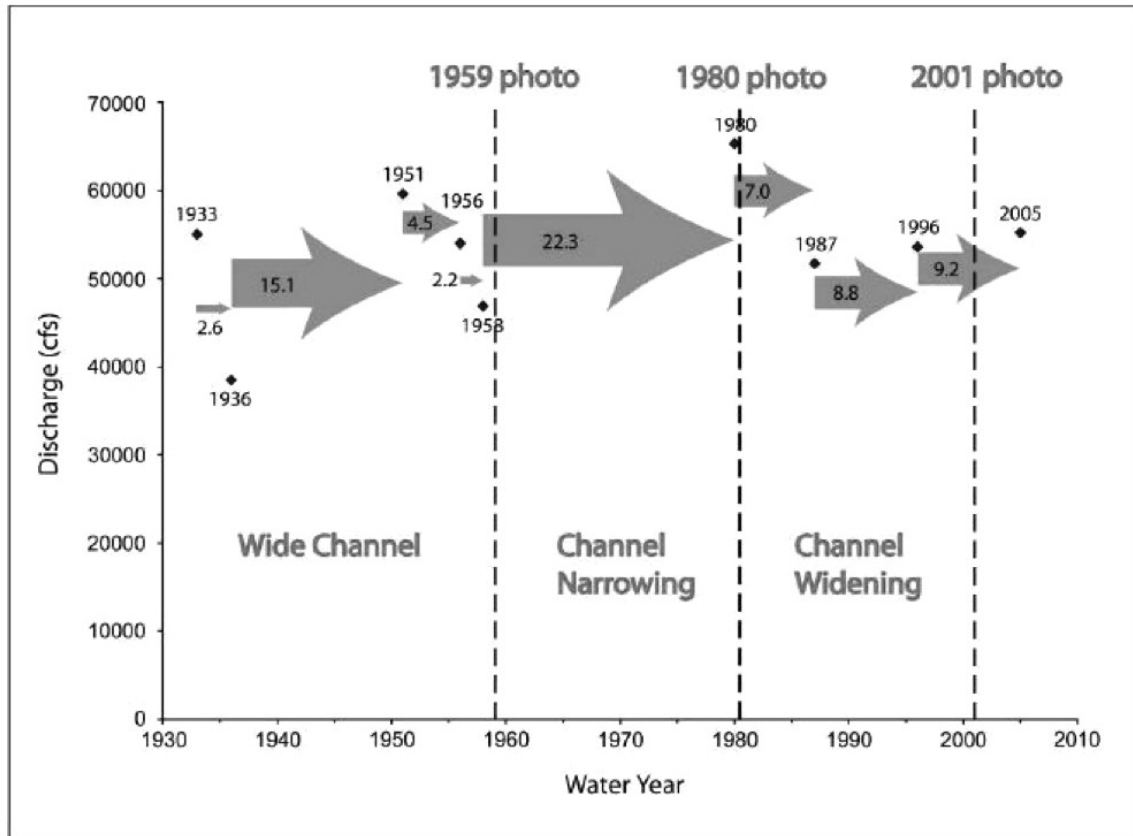 1959 photo 1980 photo 2001 photo
70000
1980
1951
60000
7.0
1956
4.5
1933
2005
1996
22.3
1987
50000
9.2
15.1
2.2
8.8
1958
2.6
40000
1936
Discharge (cfs)
30000
20000
Wide Channel
Channel
Narrowing
Channel
Widening
10000
0
1930 1940 1950 1960 1970 1980 1990 2000 2010
Water Year